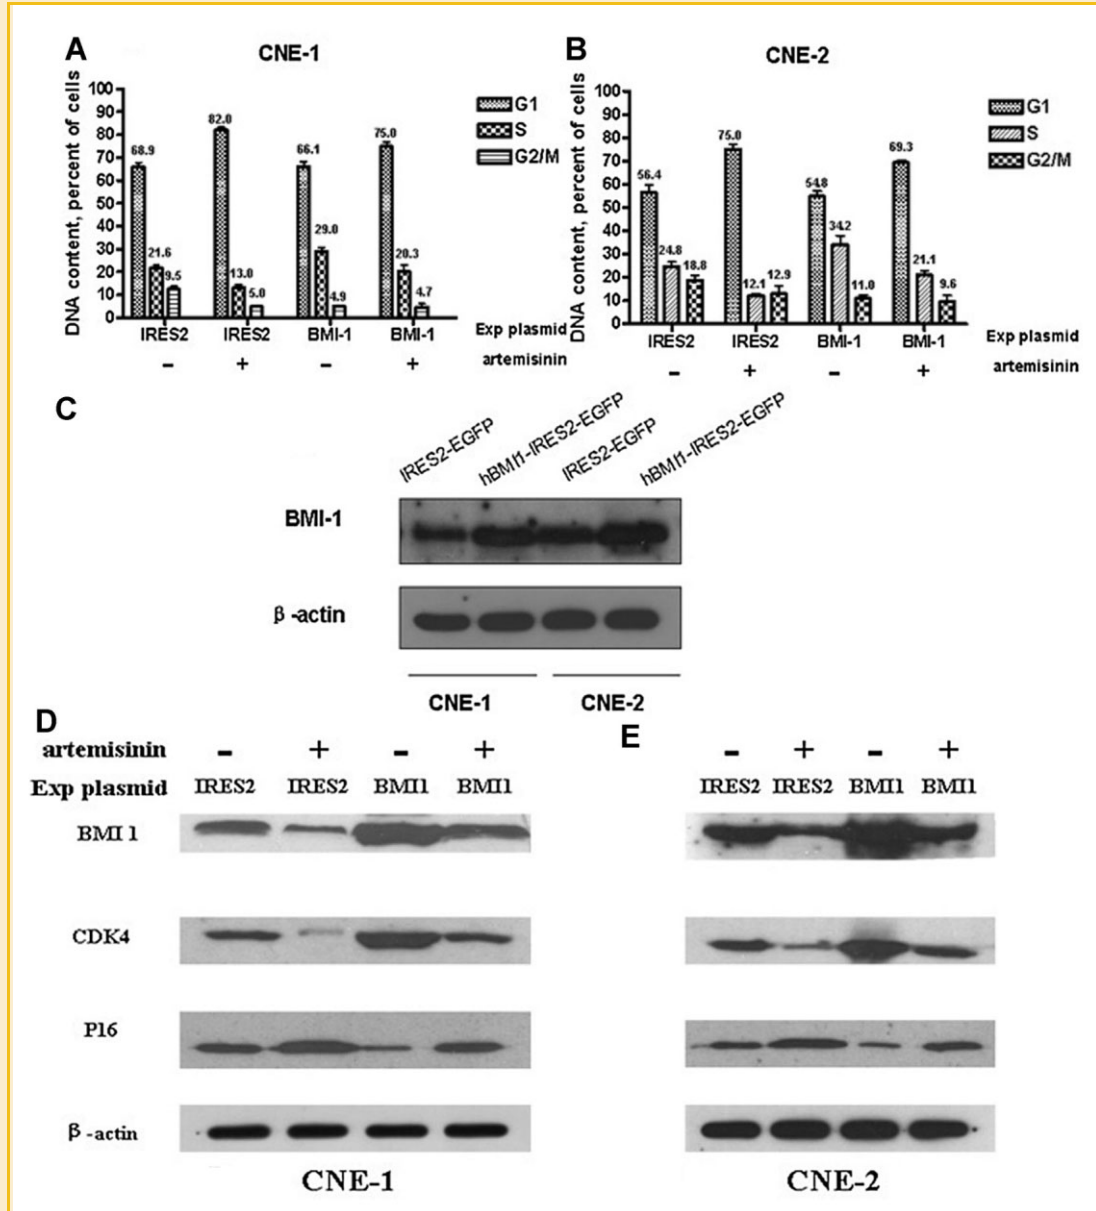 A
CNE-1
DNA content, percent of cells
100
90
80
70
60
50
40
30
20
10
0
68.9
21.6
9.5
82.0
13.0
5.0
66.1
29.0
4.9
75.0
20.3
4.7
G1
S
G2/M
IRES2 IRES2 BMI-1 BMI-1 Exp plasmid
- + - + artemisinin
B
CNE-2
DNA content, percent of cells
100
90
80
70
60
50
40
30
20
10
0
56.4
24.8
18.8
75.0
12.1
12.9
54.8
34.2
11.0
69.3
21.1
9.6
G1
S
G2/M
IRES2 IRES2 BMI-1 BMI-1 Exp plasmid
- + - + artemisinin
C
IRES2-EGFP hBMI1-IRES2-EGFP IRES2-EGFP hBMI1-IRES2-EGFP
BMI-1
β-actin
CNE-1 CNE-2
D
artemisinin - + - +
Exp plasmid IRES2 IRES2 BMI1 BMI1
BMI 1
CDK4
P16
β-actin
CNE-1
E
- + - +
IRES2 IRES2 BMI1 BMI1
CNE-2